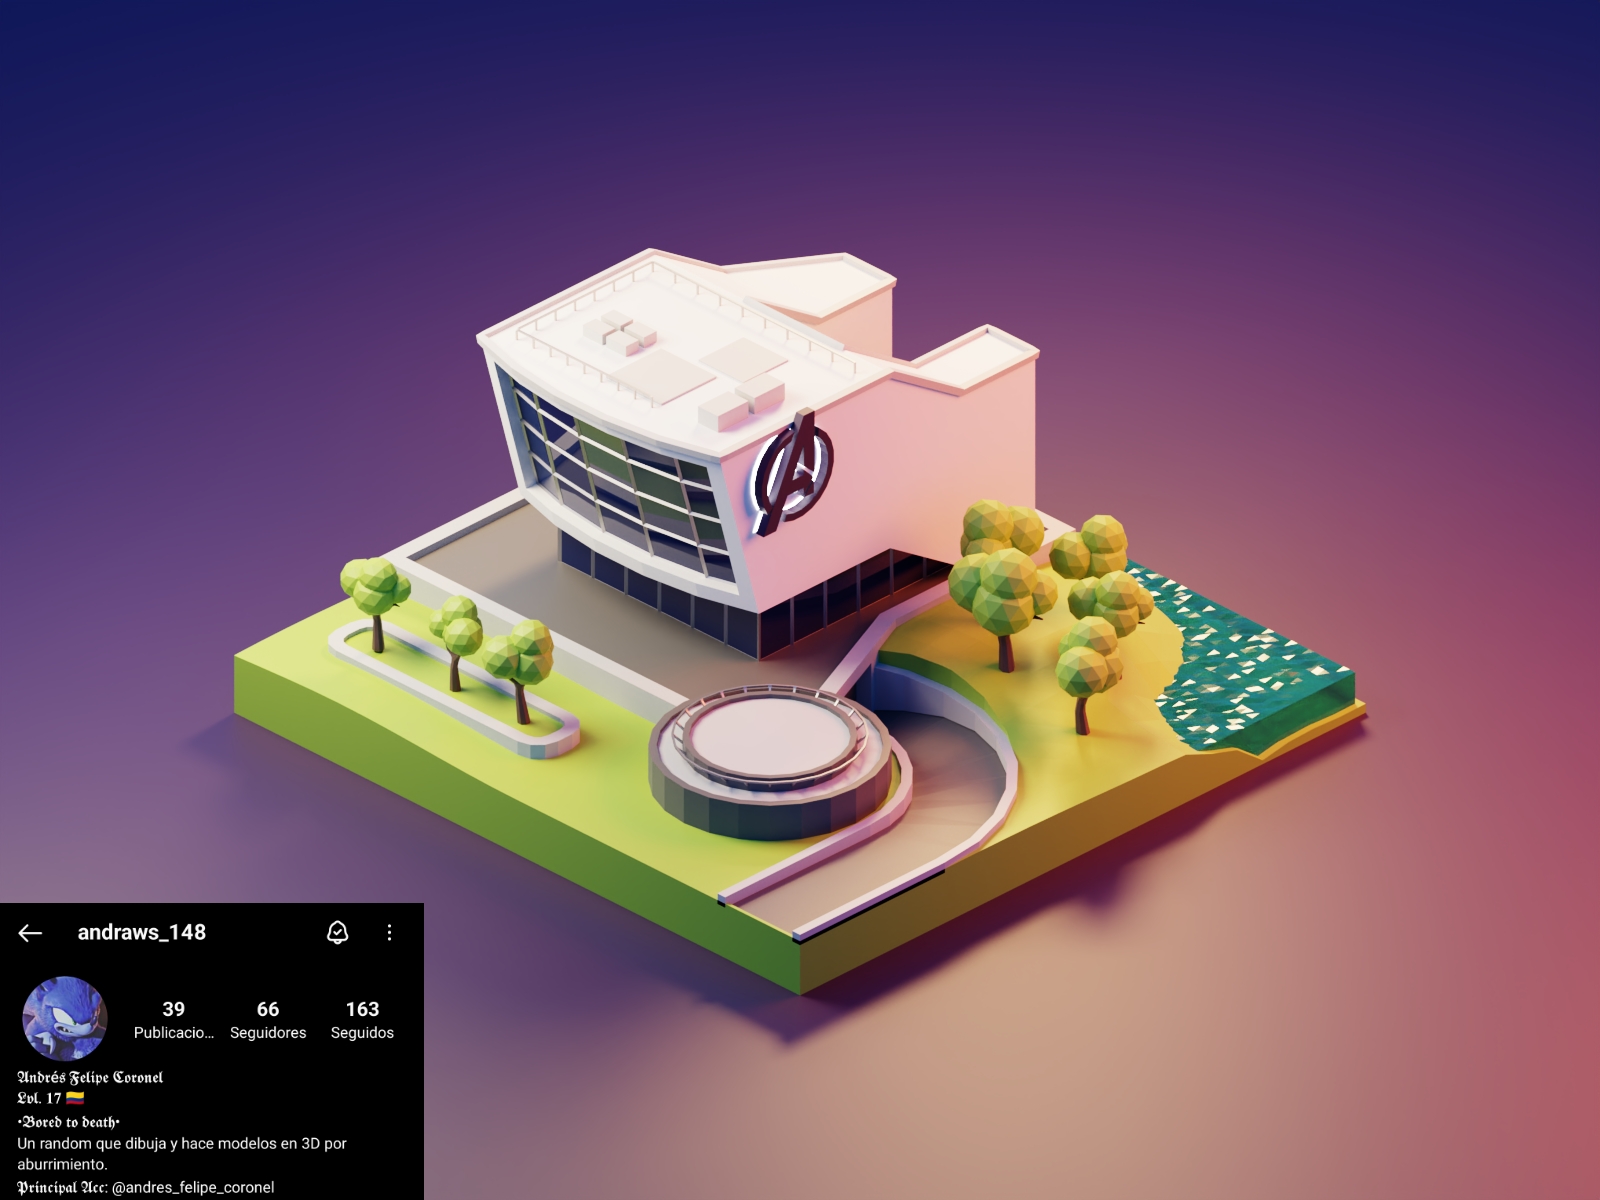 andraws_148
39 66 163
Publicacio... Seguidores Seguidos
𝕬𝖓𝖉𝖗é𝖘 𝕱𝖊𝖑𝖎𝖕𝖊 𝕮𝖔𝖗𝖔𝖓𝖊𝖑
𝕷𝖛𝖑. 17 🇨🇴
•𝕭𝖔𝖗𝖊𝖉 𝖙𝖔 𝖉𝖊𝖆𝖙𝖍•
Un random que dibuja y hace modelos en 3D por
aburrimiento.
𝕻𝖗𝖎𝖓𝖈𝖎𝖕𝖆𝖑 𝕬𝖈𝖈: @andres_felipe_coronel